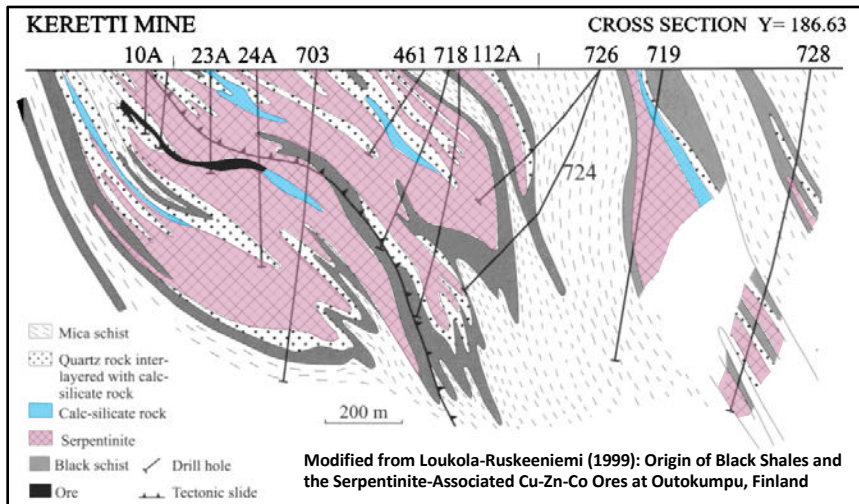 KERETTI MINE
CROSS SECTION Y= 186.63
10A 23A 24A 703 461 718 112A 726 719 728
724
Mica schist
Quartz rock inter-
layered with calc-
silicate rock
Calc-silicate rock
Serpentinite
Black schist
Drill hole
Ore
Tectonic slide
200 m
Modified from Loukola-Ruskeeniemi (1999): Origin of Black Shales and
the Serpentinite-Associated Cu-Zn-Co Ores at Outokumpu, Finland